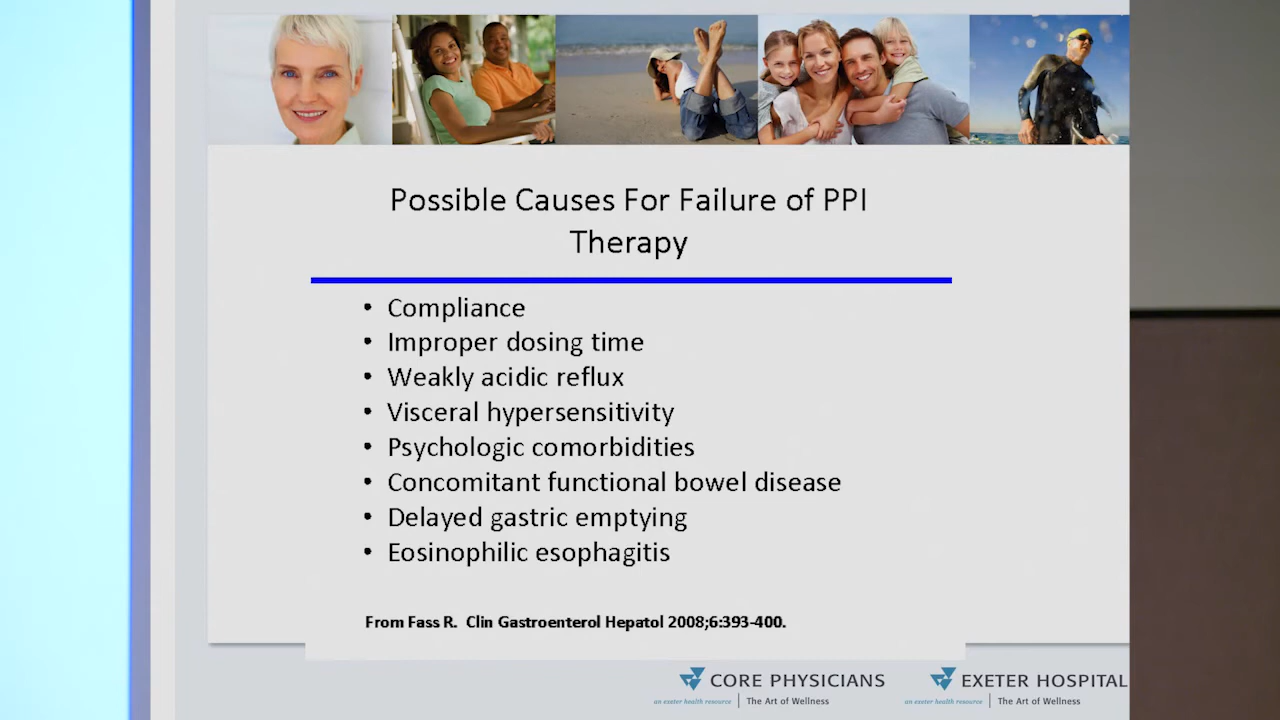 Possible Causes For Failure of PPI
Therapy
• Compliance
• Improper dosing time
• Weakly acidic reflux
• Visceral hypersensitivity
• Psychologic comorbidities
• Concomitant functional bowel disease
• Delayed gastric emptying
• Eosinophilic esophagitis
From Fass R. Clin Gastroenterol Hepatol 2008;6:393-400.
CORE PHYSICIANS
an exeter health resource | The Art of Wellness
EXETER HOSPITAL
an exeter health resource | The Art of Wellness